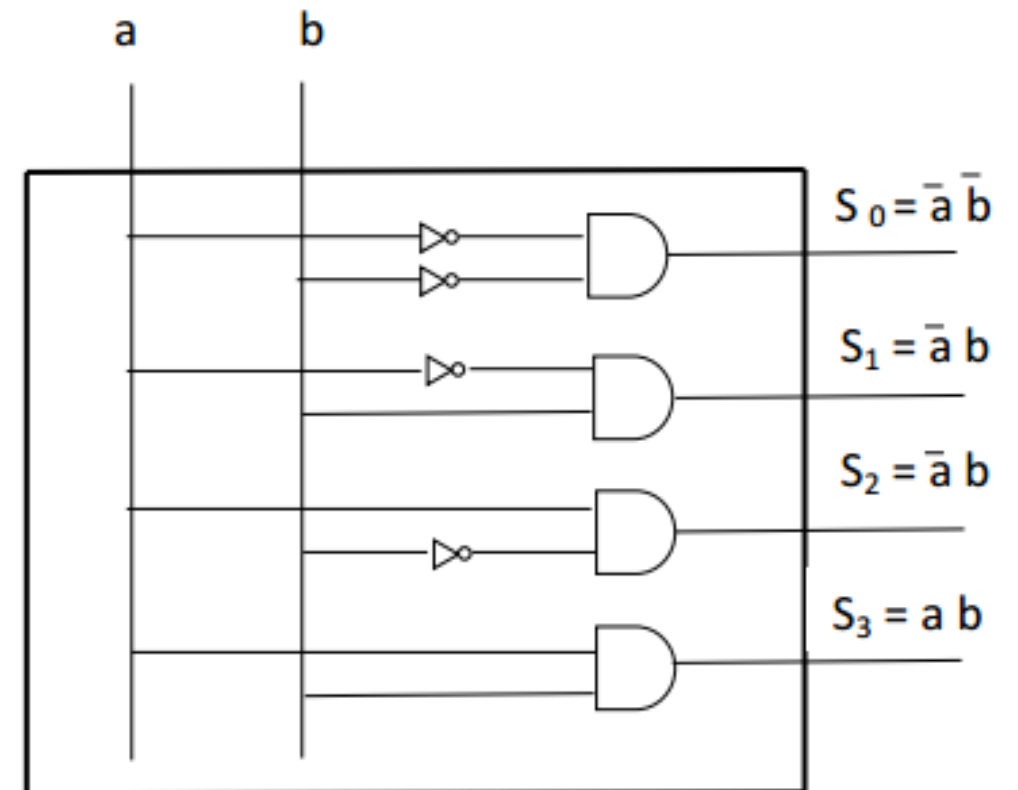 a b
S₀ = a̅ b̅
S₁ = a̅ b
S₂ = a̅ b
S₃ = a b